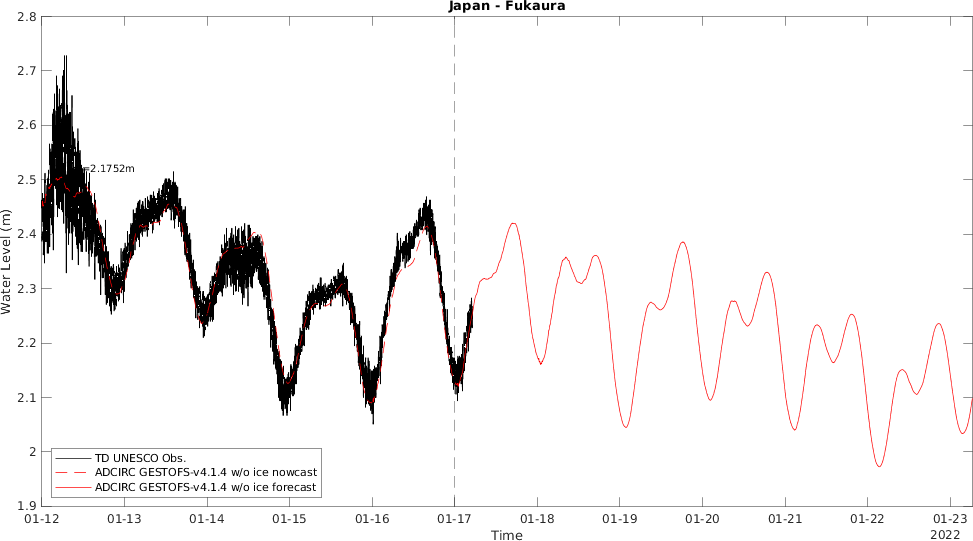 Japan - Fukaura
Water Level (m)
2.8
2.7
2.6
2.5
2.4
2.3
2.2
2.1
2
1.9
=2.1752m
TD UNESCO Obs.
ADCIRC GESTOFS-v4.1.4 w/o ice nowcast
ADCIRC GESTOFS-v4.1.4 w/o ice forecast
01-12 01-13 01-14 01-15 01-16 01-17 01-18 01-19 01-20 01-21 01-22 01-23
Time
2022